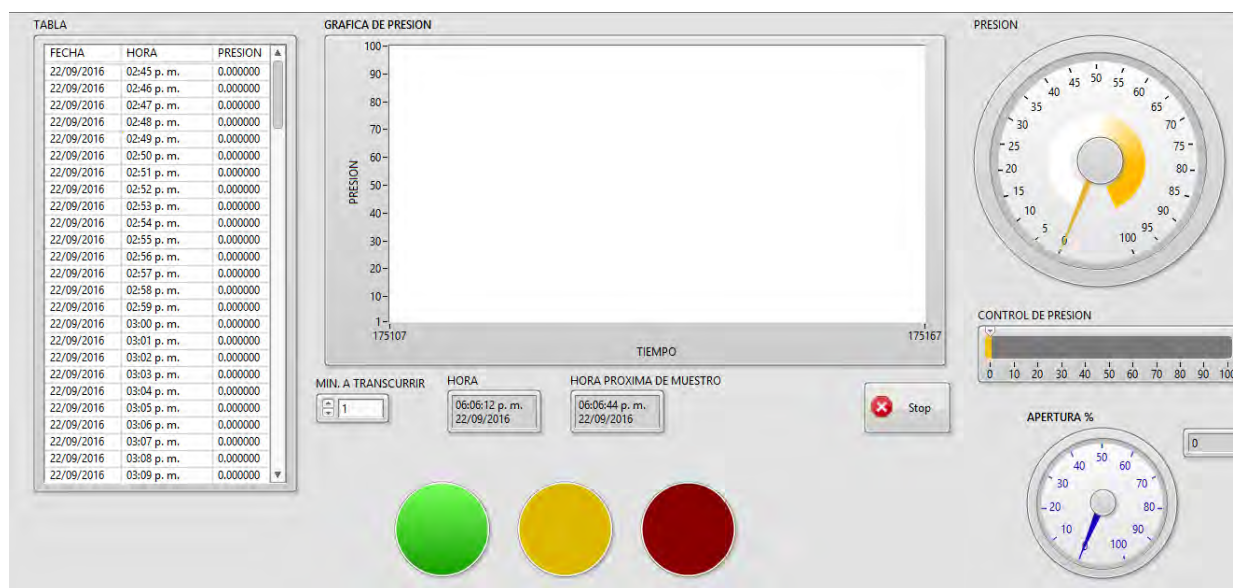 TABLA
FECHA HORA PRESION
22/09/2016 02:45 p. m. 0.000000
22/09/2016 02:46 p. m. 0.000000
22/09/2016 02:47 p. m. 0.000000
22/09/2016 02:48 p. m. 0.000000
22/09/2016 02:49 p. m. 0.000000
22/09/2016 02:50 p. m. 0.000000
22/09/2016 02:51 p. m. 0.000000
22/09/2016 02:52 p. m. 0.000000
22/09/2016 02:53 p. m. 0.000000
22/09/2016 02:54 p. m. 0.000000
22/09/2016 02:55 p. m. 0.000000
22/09/2016 02:56 p. m. 0.000000
22/09/2016 02:57 p. m. 0.000000
22/09/2016 02:58 p. m. 0.000000
22/09/2016 02:59 p. m. 0.000000
22/09/2016 03:00 p. m. 0.000000
22/09/2016 03:01 p. m. 0.000000
22/09/2016 03:02 p. m. 0.000000
22/09/2016 03:03 p. m. 0.000000
22/09/2016 03:04 p. m. 0.000000
22/09/2016 03:05 p. m. 0.000000
22/09/2016 03:06 p. m. 0.000000
22/09/2016 03:07 p. m. 0.000000
22/09/2016 03:08 p. m. 0.000000
22/09/2016 03:09 p. m. 0.000000
GRAFICA DE PRESION
PRESION
100
90
80
70
60
50
40
30
20
10
1
175107 175167
TIEMPO
MIN. A TRANSCURRIR
1
HORA
06:06:12 p. m.
22/09/2016
HORA PROXIMA DE MUESTRO
06:06:44 p. m.
22/09/2016
Stop
PRESION
0 5 10 15 20 25 30 35 40 45 50 55 60 65 70 75 80 85 90 95 100
CONTROL DE PRESION
0 10 20 30 40 50 60 70 80 90 100
APERTURA %
0 10 20 30 40 50 60 70 80 90 100
0